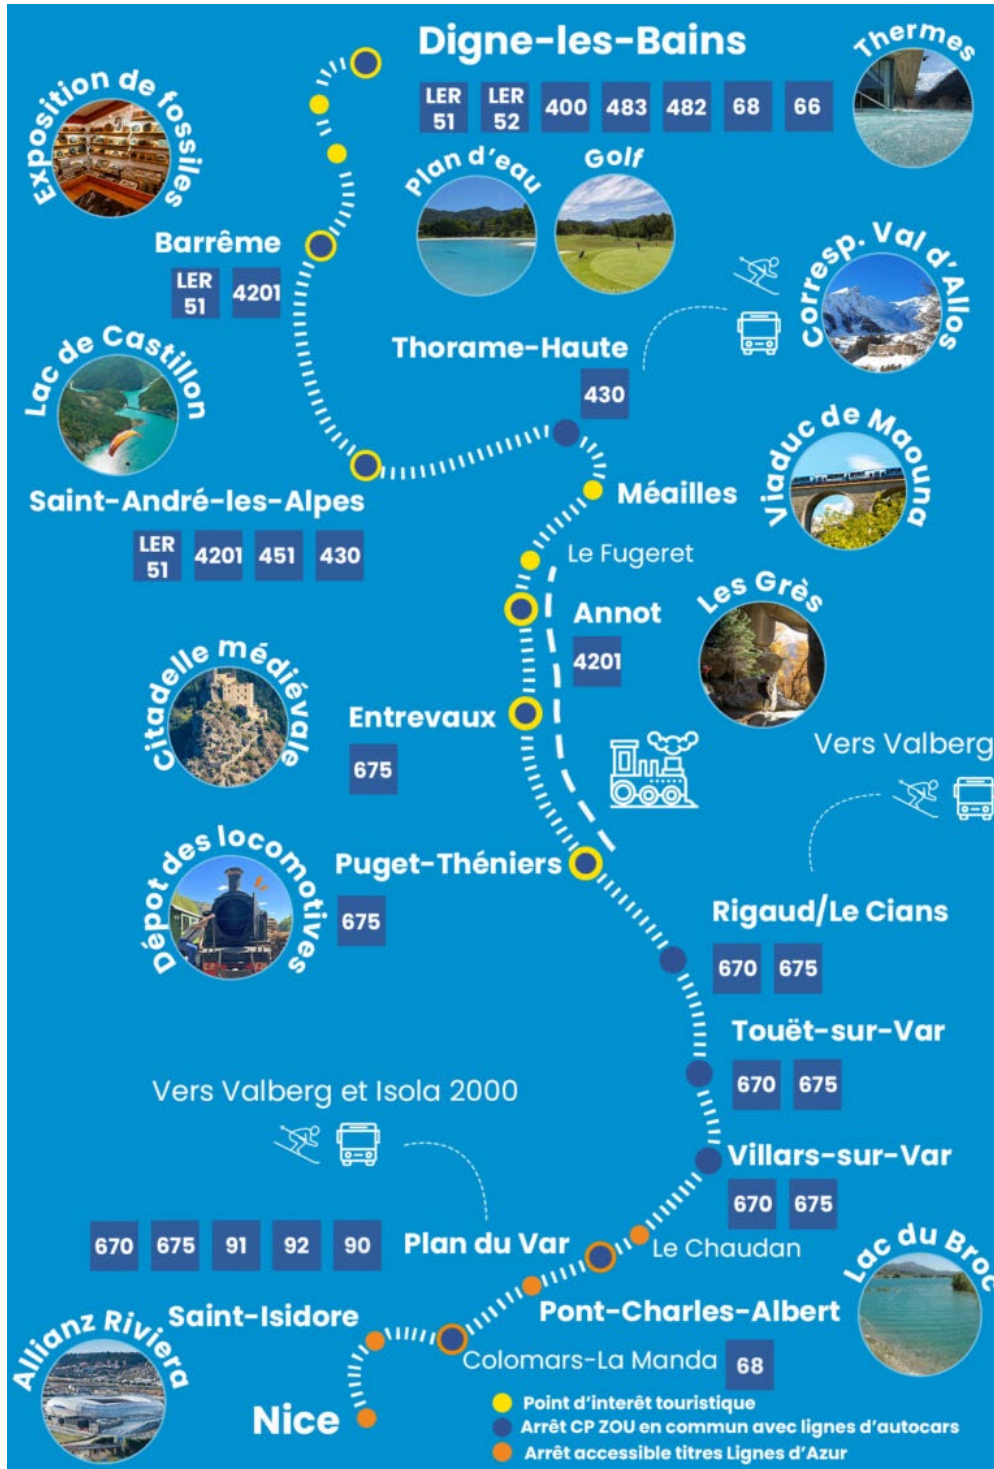 Digne-les-Bains
LER
51
LER
52
400
483
482
68
66
Thermes
Exposition de fossiles
Plan d'eau
Golf
Barrême
LER
51
4201
Corresp. Val d'Allos
Thorame-Haute
430
Lac de Castillon
Saint-André-les-Alpes
LER
51
4201
451
430
Méailles
Viaduc de Maouna
Le Fugeret
Annot
4201
Les Grès
Citadelle médiévale
Entrevaux
675
Vers Valberg
Dépot des locomotives
Puget-Théniers
675
Rigaud/Le Cians
670
675
Touët-sur-Var
670
675
Vers Valberg et Isola 2000
Villars-sur-Var
670
675
670
675
91
92
90
Plan du Var
Le Chaudan
Lac du Broc
Pont-Charles-Albert
Saint-Isidore
Allianz Riviera
Colomars-La Manda
68
Nice
Point d'interêt touristique
Arrêt CP ZOU en commun avec lignes d'autocars
Arrêt accessible titres Lignes d'Azur